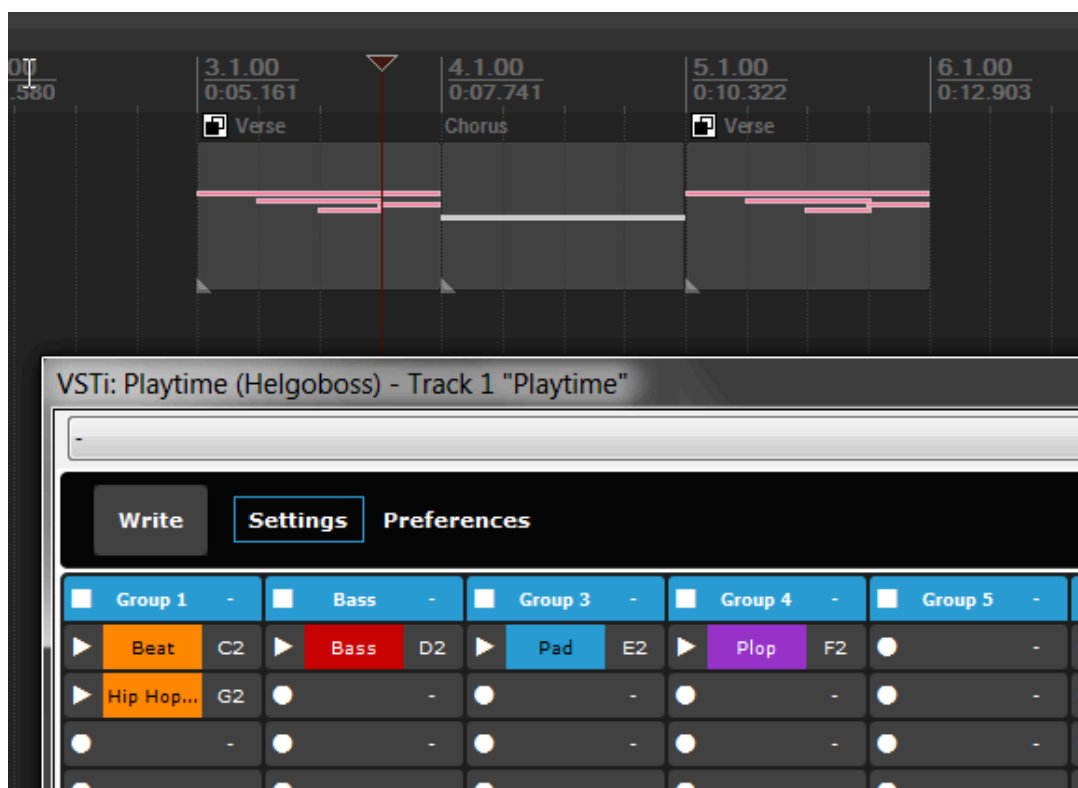 00 3.1.00 4.1.00 5.1.00 6.1.00
.580 0:05.161 0:07.741 0:10.322 0:12.903
Verse Chorus Verse
VSTi: Playtime (Helgoboss) - Track 1 "Playtime"
-
Write Settings Preferences
Group 1 - Bass - Group 3 - Group 4 - Group 5 -
Beat C2 Bass D2 Pad E2 Plop F2 -
Hip Hop... G2 - - - -
- - - - -